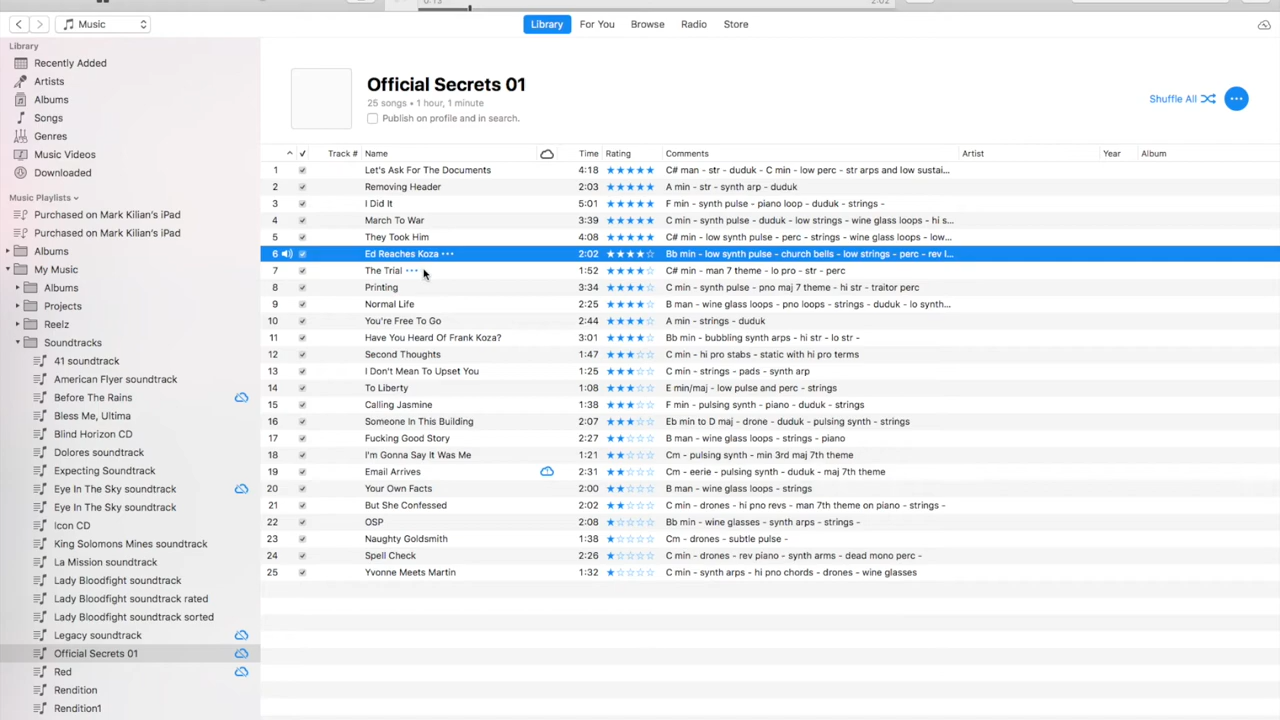 0:13 2:02
Music Library For You Browse Radio Store
Library
Recently Added
Artists
Albums
Songs
Genres
Music Videos
Downloaded
Music Playlists
Purchased on Mark Kilian's iPad
Purchased on Mark Kilian's iPad
Albums
My Music
Albums
Projects
Reelz
Soundtracks
41 soundtrack
American Flyer soundtrack
Before The Rains
Bless Me, Ultima
Blind Horizon CD
Dolores soundtrack
Expecting Soundtrack
Eye In The Sky soundtrack
Eye In The Sky soundtrack
Icon CD
King Solomons Mines soundtrack
La Mission soundtrack
Lady Bloodfight soundtrack
Lady Bloodfight soundtrack rated
Lady Bloodfight soundtrack sorted
Legacy soundtrack
Official Secrets 01
Red
Rendition
Rendition1
Official Secrets 01
25 songs • 1 hour, 1 minute
Publish on profile and in search.
Shuffle All
Track # Name Time Rating Comments Artist Year Album
1 Let's Ask For The Documents 4:18 ★★★★★ C# man - str - duduk - C min - low perc - str arps and low sustai...
2 Removing Header 2:03 ★★★★★ A min - str - synth arp - duduk
3 I Did It 5:01 ★★★★★ F min - synth pulse - piano loop - duduk - strings -
4 March To War 3:39 ★★★★★ C# min - synth pulse - duduk - low strings - wine glass loops - hi s...
5 They Took Him 4:08 ★★★★★ C# min - low synth pulse - perc - strings - wine glass loops - low...
6 Ed Reaches Koza ••• 2:02 ★★★★☆ Bb min - low synth pulse - church bells - low strings - perc - rev l...
7 The Trial ••• 1:52 ★★★★☆ C# min - man 7 theme - lo pro - str - perc
8 Printing 3:34 ★★★★☆ C min - synth pulse - pno maj 7 theme - hi str - traitor perc
9 Normal Life 2:25 ★★★★☆ B man - wine glass loops - pno loops - strings - duduk - lo synth...
10 You're Free To Go 2:44 ★★★★☆ A min - strings - duduk
11 Have You Heard Of Frank Koza? 3:01 ★★★★☆ Bb min - bubbling synth arps - hi str - lo str -
12 Second Thoughts 1:47 ★★★☆☆ C min - hi pro stabs - static with hi pro terms
13 I Don't Mean To Upset You 1:25 ★★★☆☆ C min - strings - pads - synth arp
14 To Liberty 1:08 ★★★☆☆ E min/maj - low pulse and perc - strings
15 Calling Jasmine 1:38 ★★★☆☆ F min - pulsing synth - piano - duduk - strings
16 Someone In This Building 2:07 ★★★☆☆ Eb min to D maj - drone - duduk - pulsing synth - strings
17 Fucking Good Story 2:27 ★★★☆☆ B man - wine glass loops - strings - piano
18 I'm Gonna Say It Was Me 1:21 ★★★☆☆ Cm - pulsing synth - min 3rd maj 7th theme
19 Email Arrives 2:31 ★★☆☆☆ Cm - eerie - pulsing synth - duduk - maj 7th theme
20 Your Own Facts 2:00 ★★☆☆☆ B man - wine glass loops - strings
21 But She Confessed 2:02 ★★☆☆☆ C min - drones - hi pno revs - man 7th theme on piano - strings -
22 OSP 2:08 ★☆☆☆☆ Bb min - wine glasses - synth arps - strings -
23 Naughty Goldsmith 1:38 ★☆☆☆☆ Cm - drones - subtle pulse -
24 Spell Check 2:26 ★☆☆☆☆ C min - drones - rev piano - synth arms - dead mono perc -
25 Yvonne Meets Martin 1:32 ★☆☆☆☆ C min - synth arps - hi pno chords - drones - wine glasses